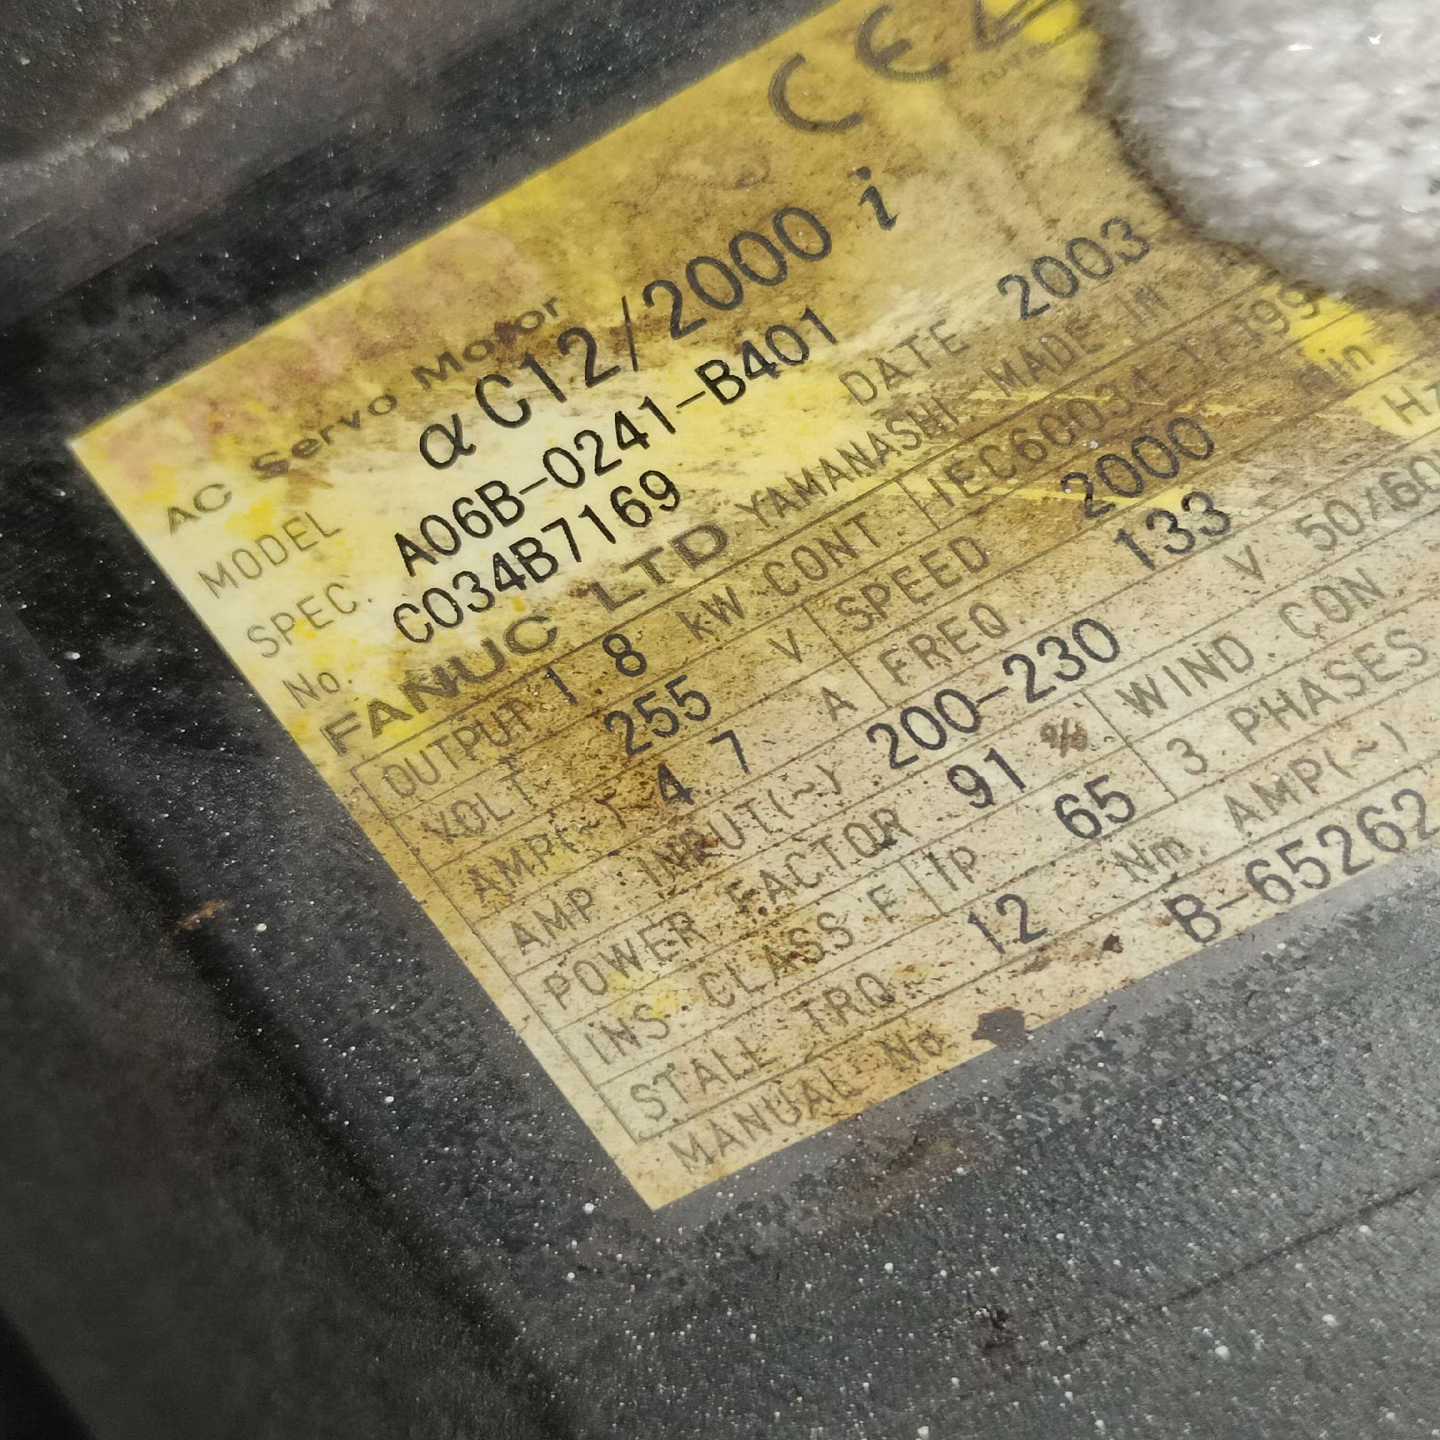 CE
AC Servo Motor
MODEL αC12/2000 i
SPEC. A06B-0241-B401
No. C034B7169 DATE 2003
FANUC LTD YAMANASHI MADE IN
OUTPUT 1.8 kW CONT. IEC60034-1 199
VOLT 255 V SPEED 2000 min
AMP(~) 4.7 A FREQ. 133 Hz
AMP INPUT(~) 200-230 V 50/60
POWER FACTOR 91 % WIND.CON.
INS. CLASS F IP 65 3 PHASES
STALL TRQ. 12 Nm. AMP(~)
MANUAL No. B-65262